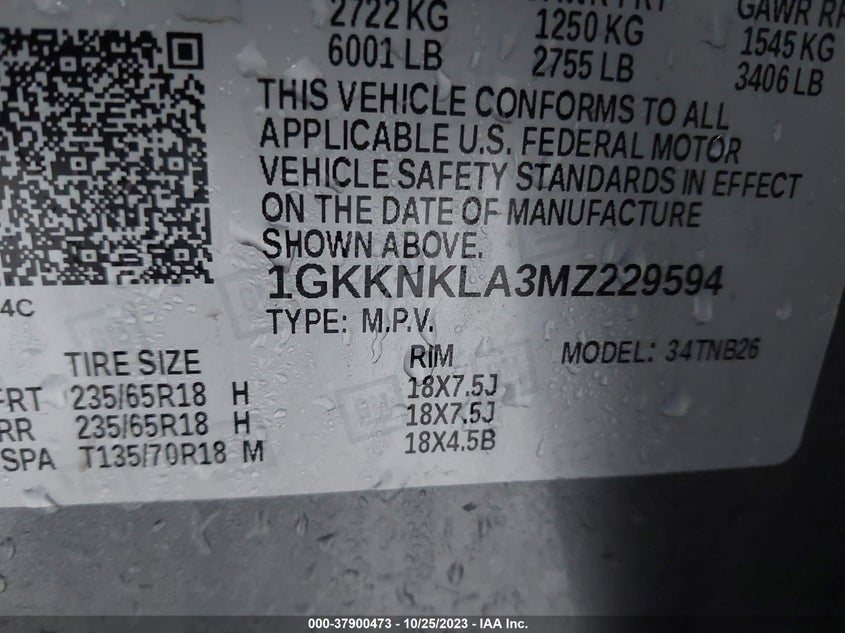 2722 KG
6001 LB
1250 KG
2755 LB
GAWR RR
1545 KG
3406 LB
THIS VEHICLE CONFORMS TO ALL
APPLICABLE U.S. FEDERAL MOTOR
VEHICLE SAFETY STANDARDS IN EFFECT
ON THE DATE OF MANUFACTURE
SHOWN ABOVE.
1GKKNKLA3MZ229594
4C
TYPE: M.P.V.
TIRE SIZE RIM MODEL: 34TNB26
FRT 235/65R18 H 18X7.5J
RR 235/65R18 H 18X7.5J
SPA T135/70R18 M 18X4.5B
000-37900473 - 10/25/2023 - IAA Inc.